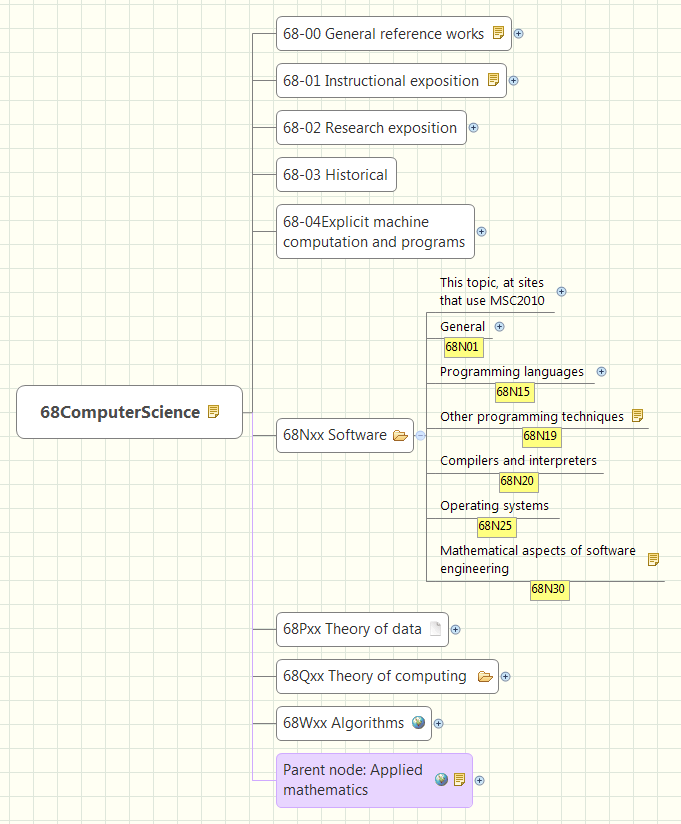 68-00 General reference works
68-01 Instructional exposition
68-02 Research exposition
68-03 Historical
68-04Explicit machine
computation and programs
68ComputerScience
68Nxx Software
This topic, at sites
that use MSC2010
General
68N01
Programming languages
68N15
Other programming techniques
68N19
Compilers and interpreters
68N20
Operating systems
68N25
Mathematical aspects of software
engineering
68N30
68Pxx Theory of data
68Qxx Theory of computing
68Wxx Algorithms
Parent node: Applied
mathematics